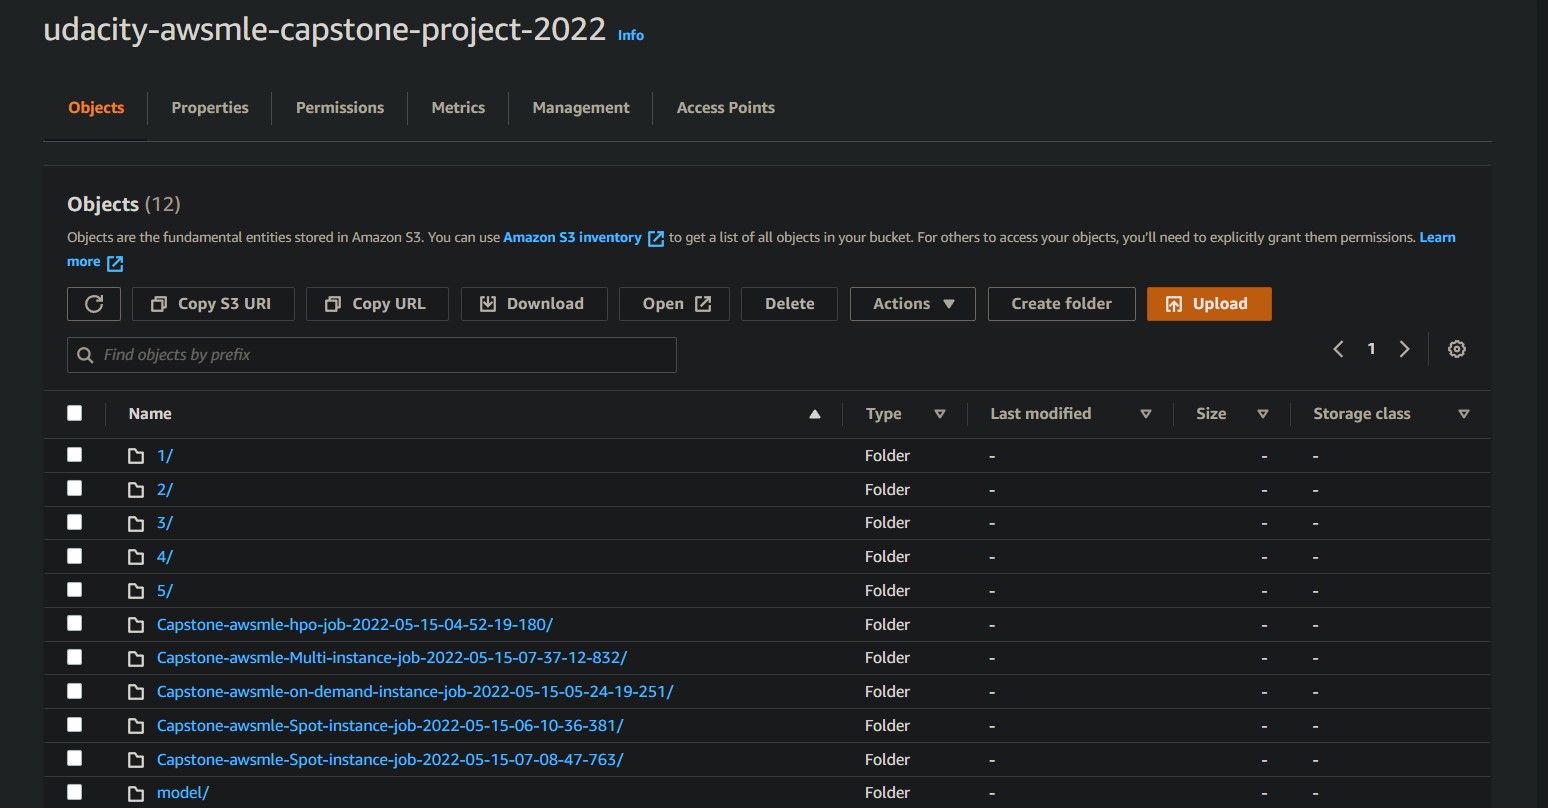 udacity-awsmle-capstone-project-2022 Info
Objects Properties Permissions Metrics Management Access Points
Objects (12)
Objects are the fundamental entities stored in Amazon S3. You can use Amazon S3 inventory to get a list of all objects in your bucket. For others to access your objects, you'll need to explicitly grant them permissions. Learn
more
Copy S3 URI Copy URL Download Open Delete Actions Create folder Upload
Find objects by prefix 1
Name Type Last modified Size Storage class
1/ Folder - - -
2/ Folder - - -
3/ Folder - - -
4/ Folder - - -
5/ Folder - - -
Capstone-awsmle-hpo-job-2022-05-15-04-52-19-180/ Folder - - -
Capstone-awsmle-Multi-instance-job-2022-05-15-07-37-12-832/ Folder - - -
Capstone-awsmle-on-demand-instance-job-2022-05-15-05-24-19-251/ Folder - - -
Capstone-awsmle-Spot-instance-job-2022-05-15-06-10-36-381/ Folder - - -
Capstone-awsmle-Spot-instance-job-2022-05-15-07-08-47-763/ Folder - - -
model/ Folder - - -